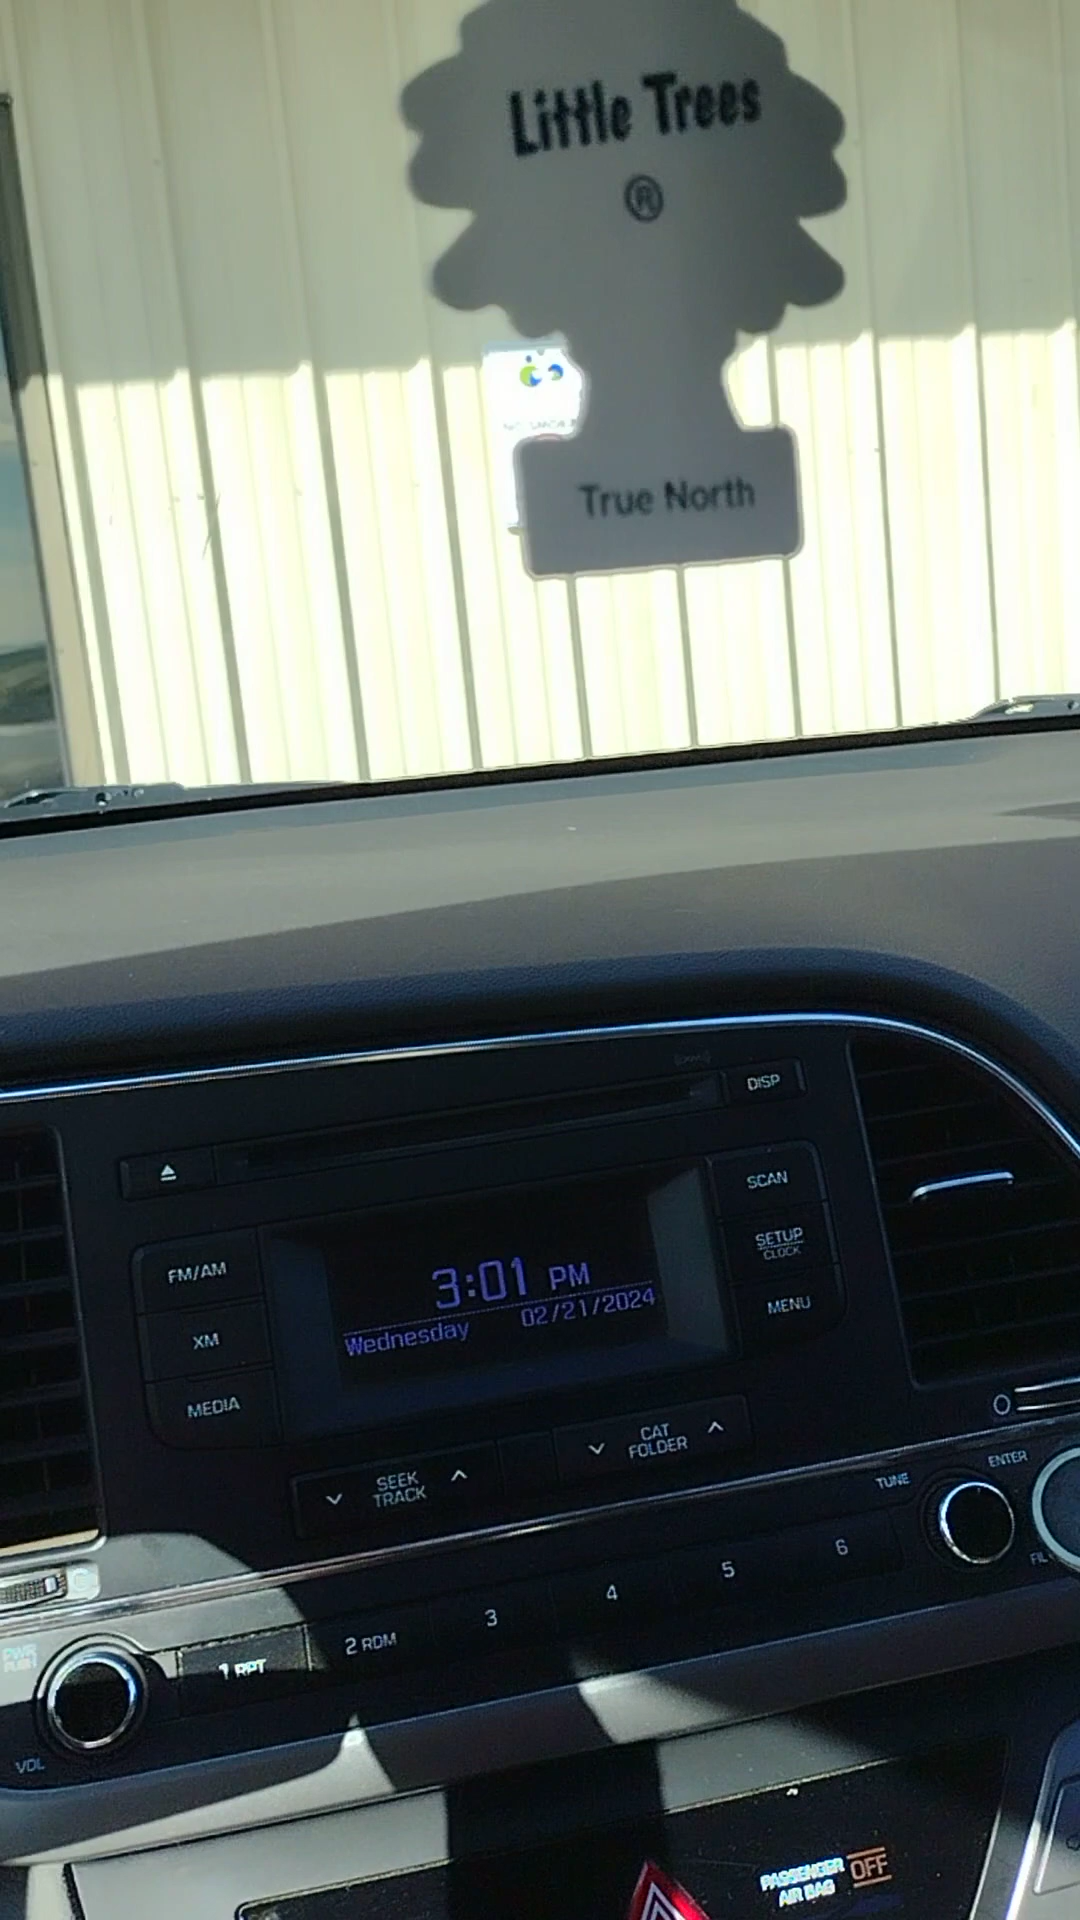 Little Trees
®
True North
DISP
SCAN
FM/AM
SETUP
CLOCK
3:01 PM
XM
MENU
Wednesday 02/21/2024
MEDIA
CAT
FOLDER
SEEK
TRACK
ENTER
TUNE
6
5
4
3
2 RDM
1 RPT
PWR
PUSH
VOL
PASSENGER
AIR BAG
OFF